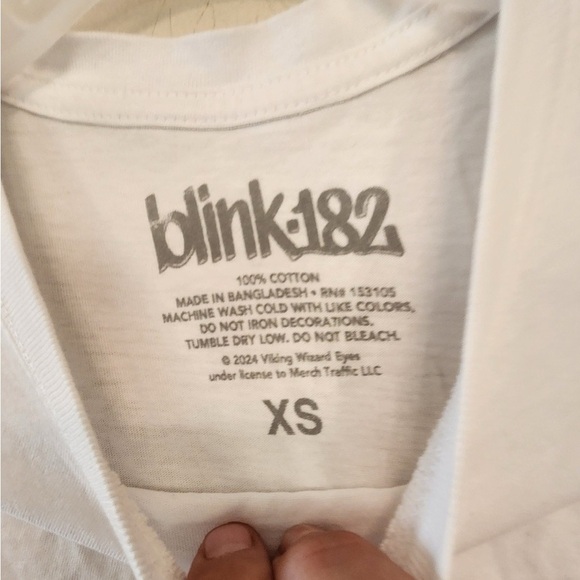 blink-182
100% COTTON
MADE IN BANGLADESH • RN# 153105
MACHINE WASH COLD WITH LIKE COLORS.
DO NOT IRON DECORATIONS.
TUMBLE DRY LOW. DO NOT BLEACH.
© 2024 Viking Wizard Eyes
under license to Merch Traffic LLC
XS